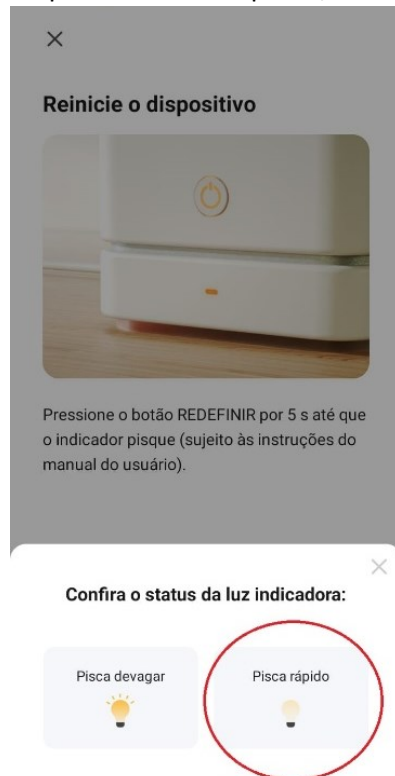 Reinicie o dispositivo
Pressione o botão REDEFINIR por 5 s até que
o indicador pisque (sujeito às instruções do
manual do usuário).
Confira o status da luz indicadora:
Pisca devagar
Pisca rápido